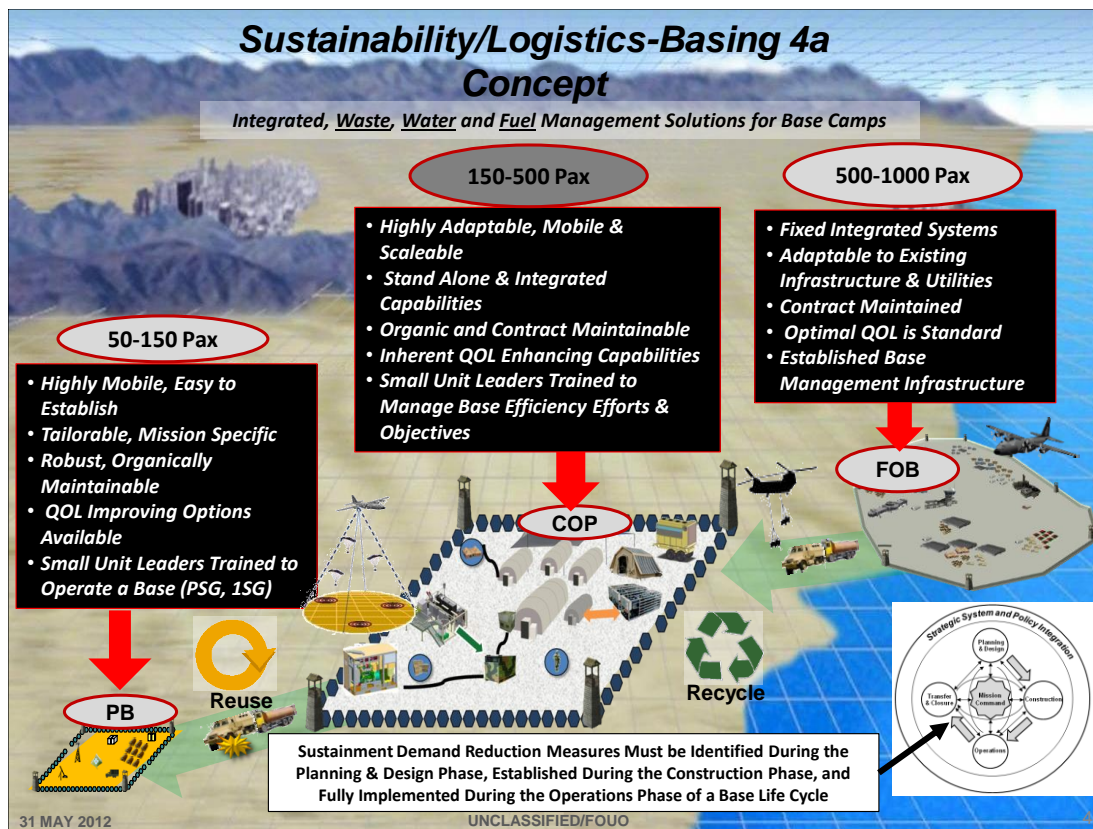 Sustainability/Logistics-Basing 4a
Concept
Integrated, Waste, Water and Fuel Management Solutions for Base Camps
150-500 Pax
• Highly Adaptable, Mobile &
Scaleable
• Stand Alone & Integrated
Capabilities
• Organic and Contract Maintainable
• Inherent QOL Enhancing Capabilities
• Small Unit Leaders Trained to
Manage Base Efficiency Efforts &
Objectives
500-1000 Pax
• Fixed Integrated Systems
• Adaptable to Existing
Infrastructure & Utilities
• Contract Maintained
• Optimal QOL is Standard
• Established Base
Management Infrastructure
50-150 Pax
• Highly Mobile, Easy to
Establish
• Tailorable, Mission Specific
• Robust, Organically
Maintainable
• QOL Improving Options
Available
• Small Unit Leaders Trained to
Operate a Base (PSG, 1SG)
FOB
COP
PB
Reuse
Recycle
Strategic System and Policy Integration
Planning
& Design
Transfer
& Closure
Mission
Command
Construction
Operations
Sustainment Demand Reduction Measures Must be Identified During the
Planning & Design Phase, Established During the Construction Phase, and
Fully Implemented During the Operations Phase of a Base Life Cycle
31 MAY 2012
UNCLASSIFIED/FOUO